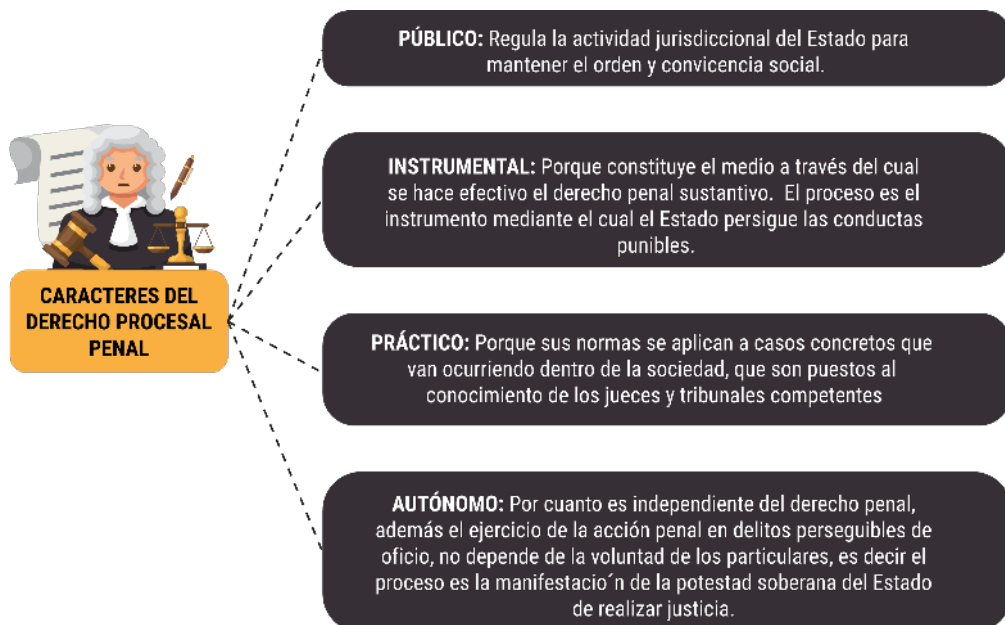 PÚBLICO: Regula la actividad jurisdiccional del Estado para
mantener el orden y convicencia social.
INSTRUMENTAL: Porque constituye el medio a través del cual
se hace efectivo el derecho penal sustantivo. El proceso es el
instrumento mediante el cual el Estado persigue las conductas
punibles.
CARACTERES DEL
DERECHO PROCESAL
PENAL
PRÁCTICO: Porque sus normas se aplican a casos concretos que
van ocurriendo dentro de la sociedad, que son puestos al
conocimiento de los jueces y tribunales competentes
AUTÓNOMO: Por cuanto es independiente del derecho penal,
además el ejercicio de la acción penal en delitos perseguibles de
oficio, no depende de la voluntad de los particulares, es decir el
proceso es la manifestacio´n de la potestad soberana del Estado
de realizar justicia.